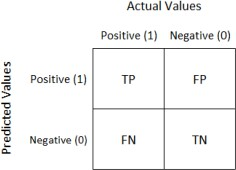 Actual Values
Positive (1) Negative (0)
Predicted Values
Positive (1) TP FP
Negative (0) FN TN